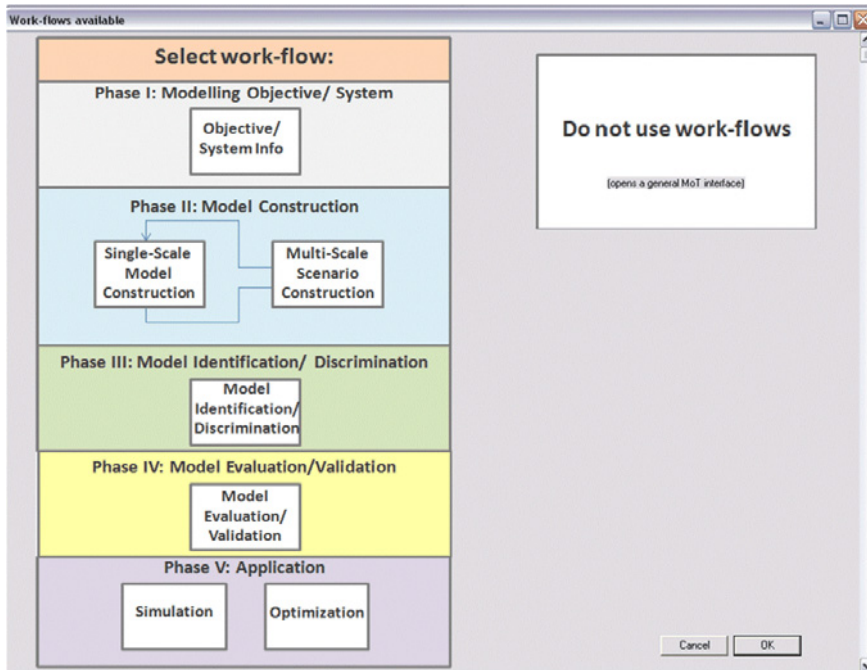 Work-flows available
Select work-flow:
Phase I: Modelling Objective/ System
Objective/
System Info
Phase II: Model Construction
Single-Scale
Model
Construction
Multi-Scale
Scenario
Construction
Phase III: Model Identification/ Discrimination
Model
Identification/
Discrimination
Phase IV: Model Evaluation/Validation
Model
Evaluation/
Validation
Phase V: Application
Simulation
Optimization
Do not use work-flows
(opens a general MoT interface)
Cancel
OK